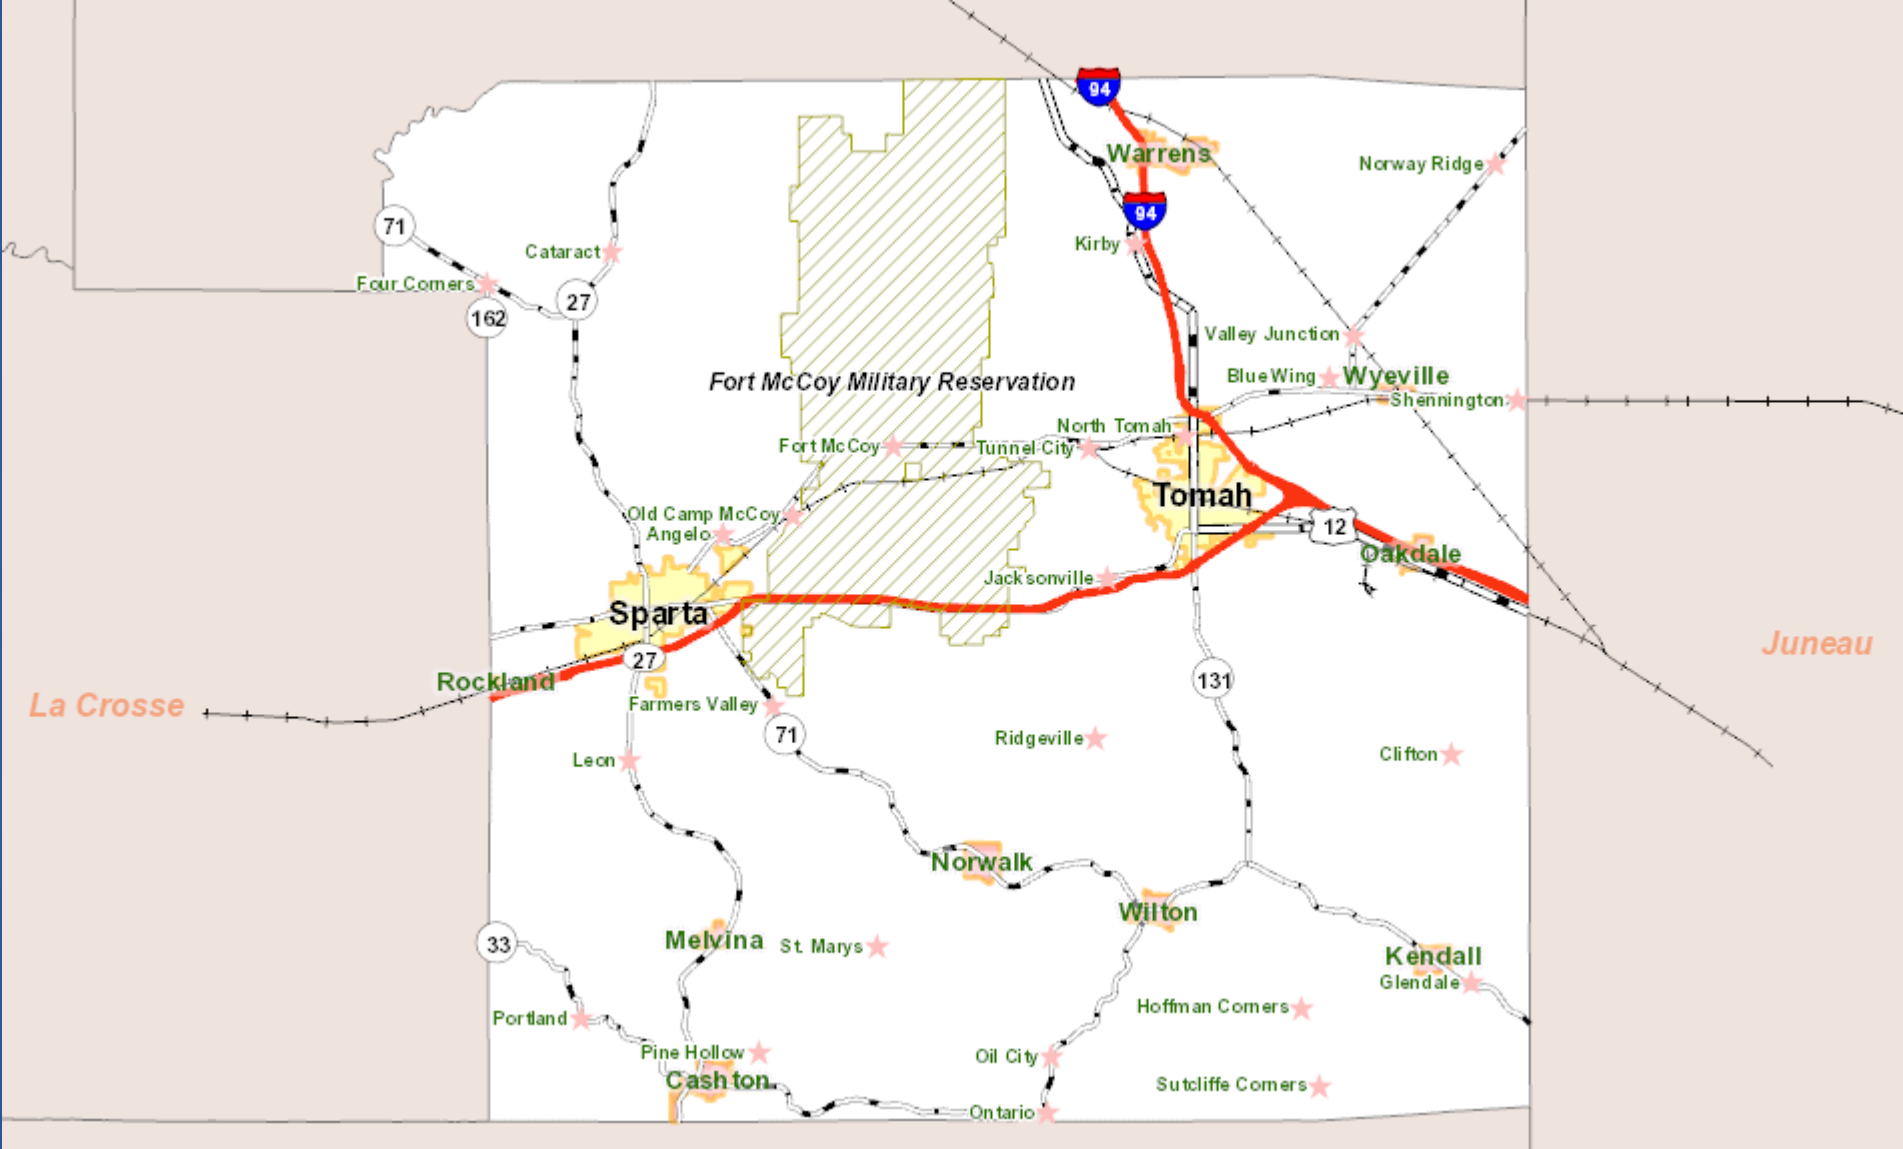 94
Warrens
Norway Ridge
94
71
Kirby
Cataract
Four Corners
27
162
Valley Junction
Blue Wing
Wyeville
Fort McCoy Military Reservation
Shennington
North Tomah
Fort McCoy
Tunnel City
Tomah
Old Camp McCoy
12
Angelo
Oakdale
Jacksonville
Sparta
Juneau
27
Rockland
131
La Crosse
Farmers Valley
71
Ridgeville
Clifton
Leon
Norwalk
Wilton
33
Melvina
St. Marys
Kendall
Glendale
Hoffman Corners
Portland
Pine Hollow
Oil City
Cashton
Sutcliffe Corners
Ontario